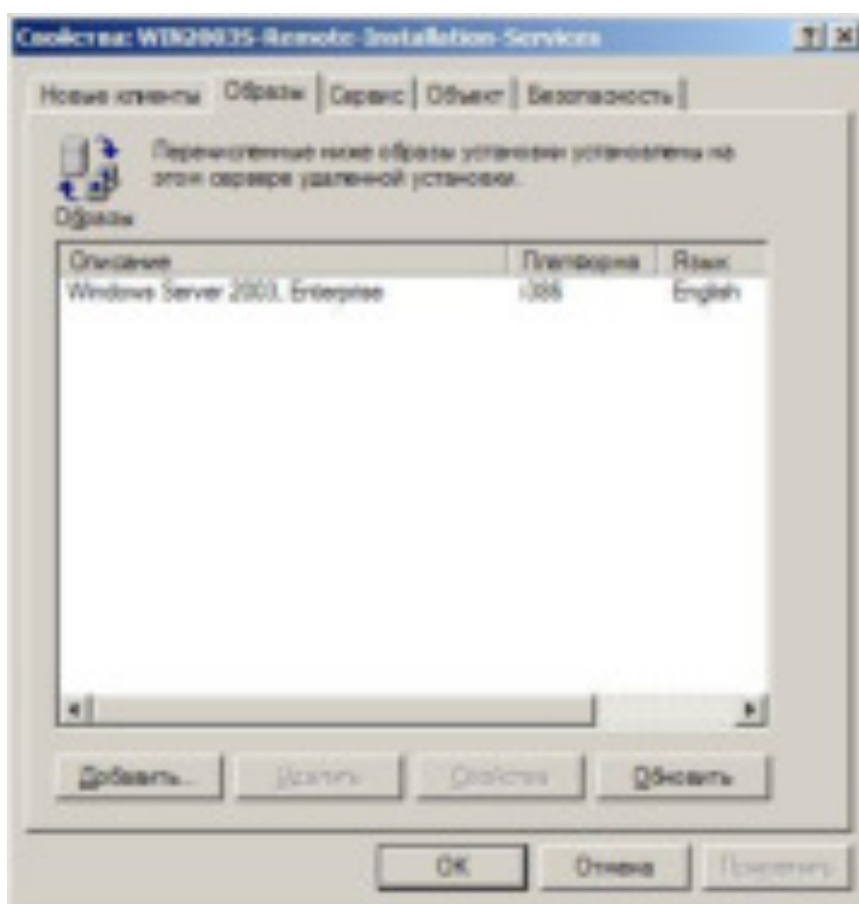 Свойства: WIN2003S-Remote-Installation-Services
Новые клиенты Образы Сервис Объект Безопасность
Перечисленные ниже образы установки установлены на
этом сервере удаленной установки.
Образы
Описание Платформа Язык
Windows Server 2003, Enterprise i386 English
Добавить... Удалить Свойства Обновить
OK Отмена Применить